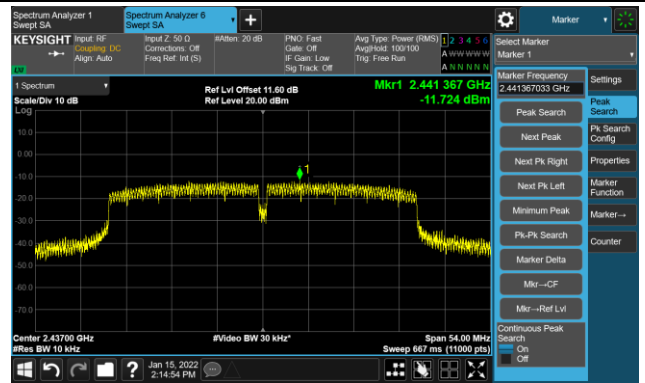 Spectrum Analyzer 1
Swept SA
Spectrum Analyzer 6
Swept SA
Marker
KEYSIGHT
Input: RF
Coupling: DC
Align: Auto
Input Z: 50 Ω
Corrections: Off
Freq Ref: Int (S)
#Atten: 20 dB
PNO: Fast
Gate: Off
IF Gain: Low
Sig Track: Off
Avg Type: Power (RMS)
Avg|Hold: 100/100
Trig: Free Run
1 2 3 4 5 6
A W W W W W
A N N N N N
Select Marker
Marker 1
1 Spectrum
Scale/Div 10 dB
Ref Lvl Offset 11.60 dB
Ref Level 20.00 dBm
Mkr1 2.441 367 GHz
-11.724 dBm
Log
10.0
0.00
-10.0
-20.0
-30.0
-40.0
-50.0
-60.0
-70.0
1
Center 2.43700 GHz
#Res BW 10 kHz
#Video BW 30 kHz*
Span 54.00 MHz
Sweep 667 ms (11000 pts)
Marker Frequency
2.441367033 GHz
Peak Search
Next Peak
Next Pk Right
Next Pk Left
Minimum Peak
Pk-Pk Search
Marker Delta
Mkr→CF
Mkr→Ref Lvl
Continuous Peak
Search
On
Off
Settings
Peak
Search
Pk Search
Config
Properties
Marker
Function
Marker→
Counter
?
Jan 15, 2022
2:14:54 PM